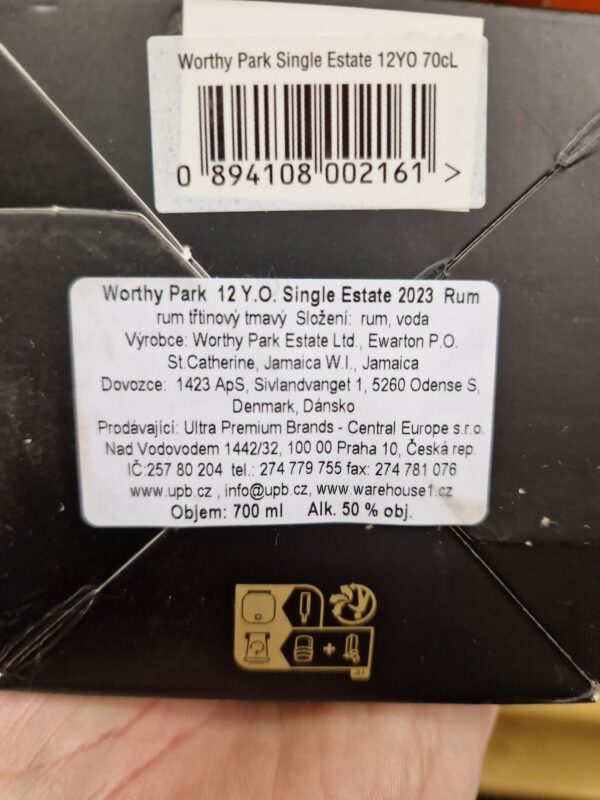 Worthy Park Single Estate 12YO 70cL
0 894108 002161 >
Worthy Park 12 Y.O. Single Estate 2023 Rum
rum třtinový tmavý Složení: rum, voda
Výrobce: Worthy Park Estate Ltd., Ewarton P.O.
St.Catherine, Jamaica W.I., Jamaica
Dovozce: 1423 ApS, Sivlandvanget 1, 5260 Odense S,
Denmark, Dánsko
Prodávající: Ultra Premium Brands - Central Europe s.r.o.
Nad Vodovodem 1442/32, 100 00 Praha 10, Česká rep.
IČ:257 80 204 tel.: 274 779 755 fax: 274 781 076
www.upb.cz , info@upb.cz, www.warehouse1.cz
Objem: 700 ml Alk. 50 % obj.